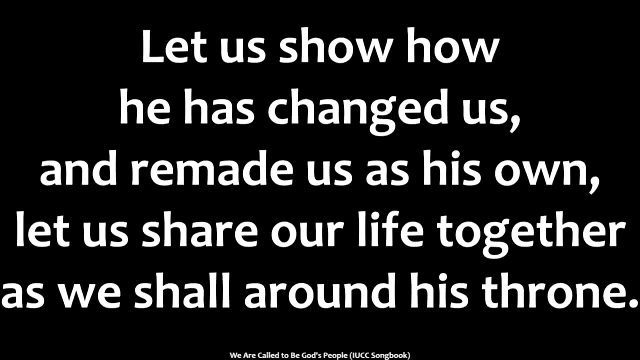 Let us show how
he has changed us,
and remade us as his own,
let us share our life together
as we shall around his throne.
We Are Called to Be God's People (IUCC Songbook)